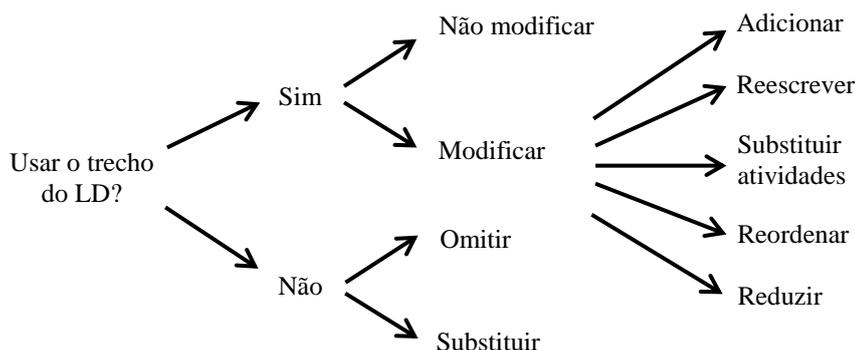 Usar o trecho
do LD?
Sim
Não
Não modificar
Modificar
Omitir
Substituir
Adicionar
Reescrever
Substituir
atividades
Reordenar
Reduzir